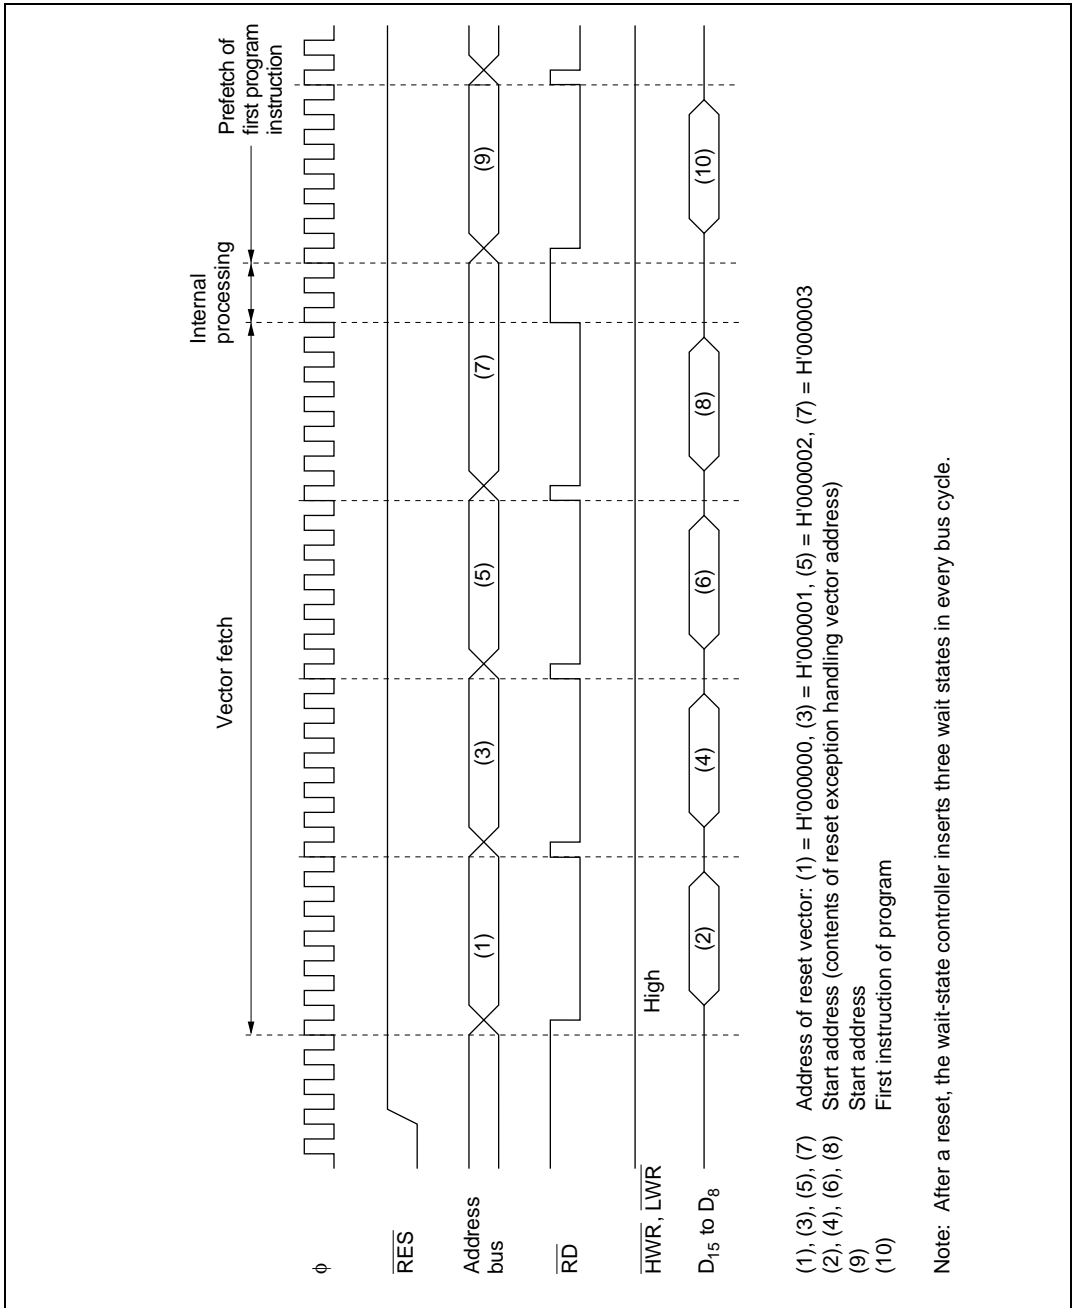 Vector fetch
Internal
processing
Prefetch of
first program
instruction
φ
RES
Address
bus
(1)
(3)
(5)
(7)
(9)
RD
HWR, LWR
High
D15 to D8
(2)
(4)
(6)
(8)
(10)
(1), (3), (5), (7) Address of reset vector: (1) = H'000000, (3) = H'000001, (5) = H'000002, (7) = H'000003
(2), (4), (6), (8) Start address (contents of reset exception handling vector address)
(9) Start address
(10) First instruction of program
Note: After a reset, the wait-state controller inserts three wait states in every bus cycle.